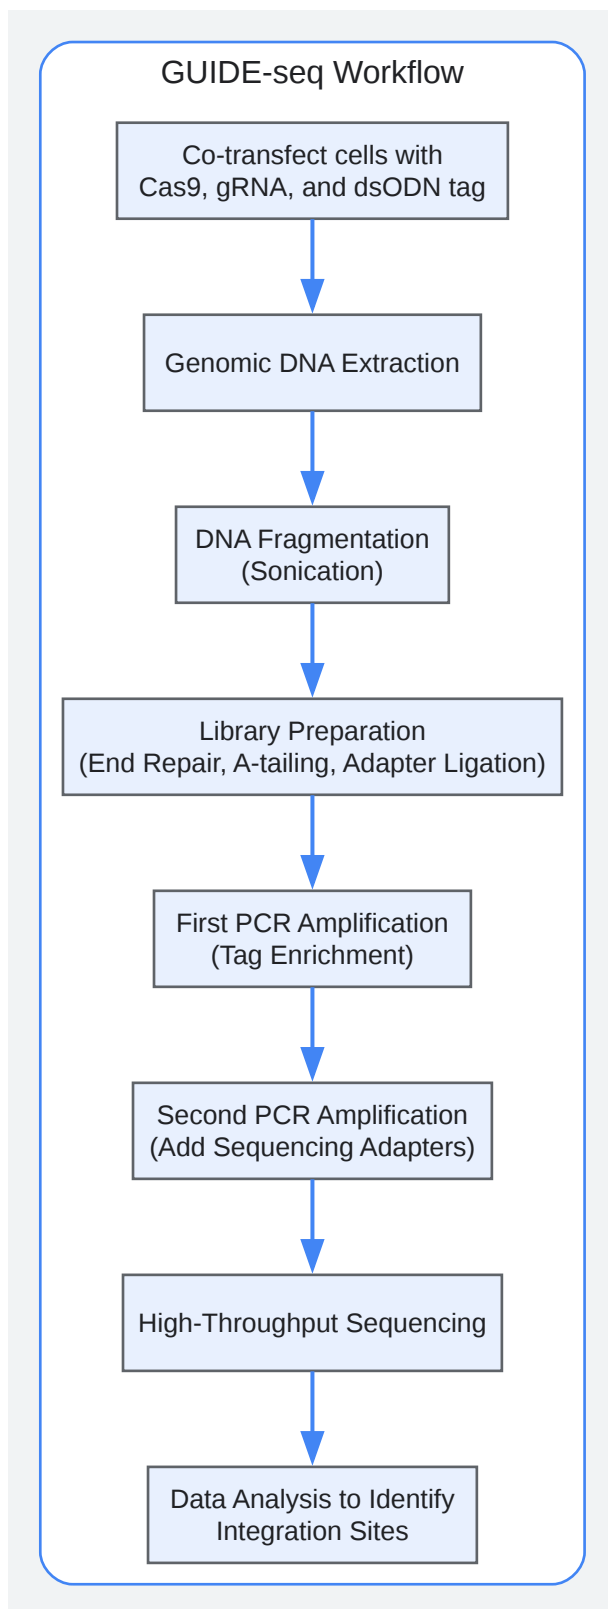 GUIDE-seq Workflow
Co-transfect cells with
Cas9, gRNA, and dsODN tag
Genomic DNA Extraction
DNA Fragmentation
(Sonication)
Library Preparation
(End Repair, A-tailing, Adapter Ligation)
First PCR Amplification
(Tag Enrichment)
Second PCR Amplification
(Add Sequencing Adapters)
High-Throughput Sequencing
Data Analysis to Identify
Integration Sites